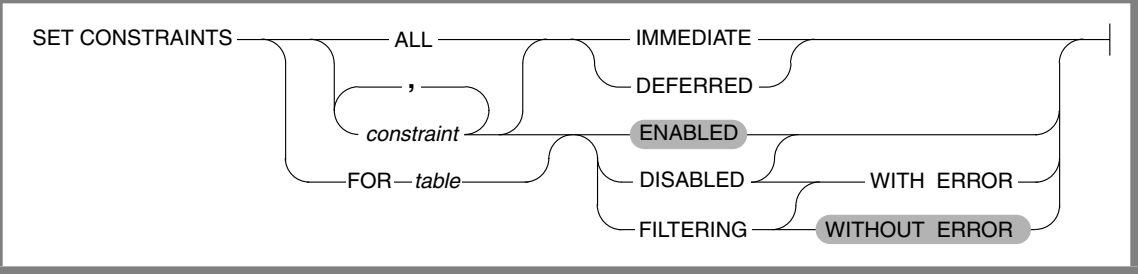 SET CONSTRAINTS ALL IMMEDIATE
, DEFERRED
constraint ENABLED
FOR table DISABLED WITH ERROR
FILTERING WITHOUT ERROR